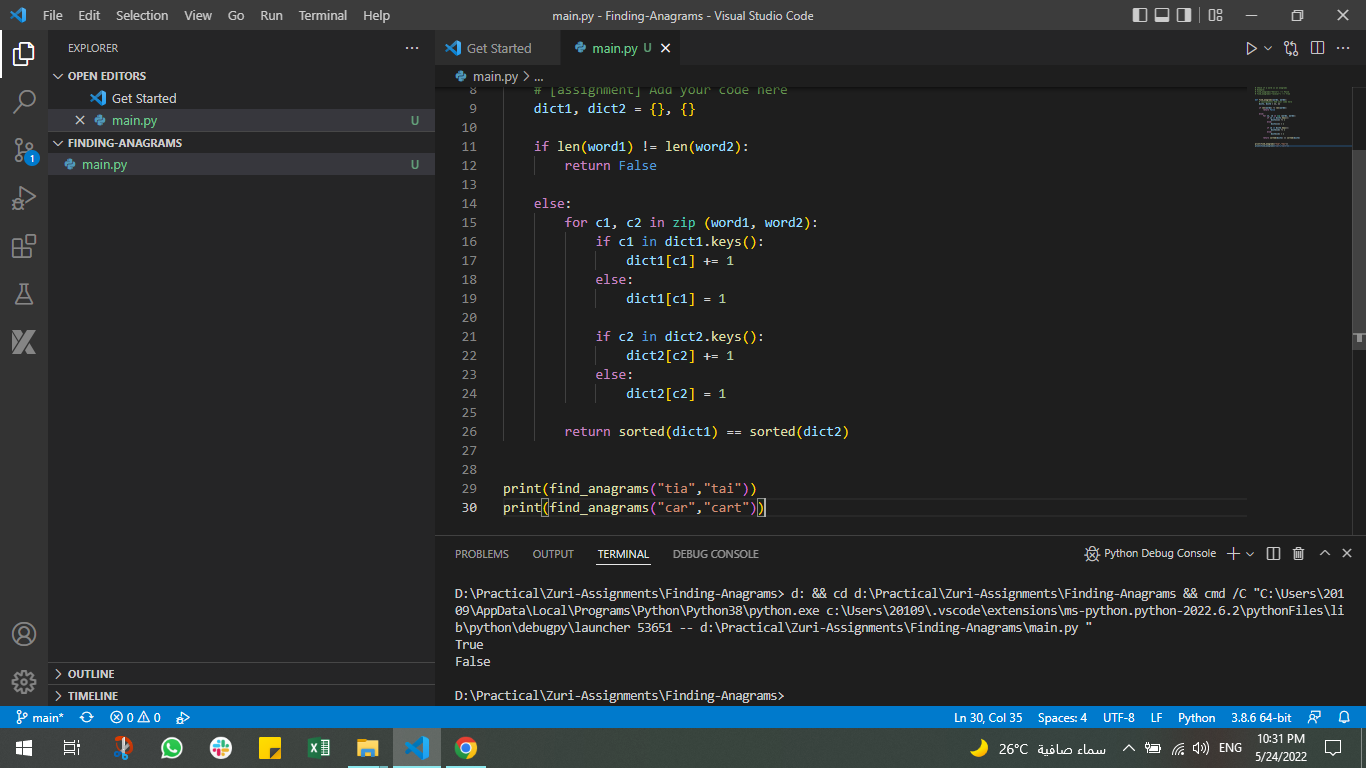 File Edit Selection View Go Run Terminal Help main.py - Finding-Anagrams - Visual Studio Code
EXPLORER
OPEN EDITORS
Get Started
main.py U
FINDING-ANAGRAMS
main.py U
OUTLINE
TIMELINE
Get Started main.py U
main.py > ...
8 # [assignment] Add your code here
9 dict1, dict2 = {}, {}
10
11 if len(word1) != len(word2):
12 return False
13
14 else:
15 for c1, c2 in zip (word1, word2):
16 if c1 in dict1.keys():
17 dict1[c1] += 1
18 else:
19 dict1[c1] = 1
20
21 if c2 in dict2.keys():
22 dict2[c2] += 1
23 else:
24 dict2[c2] = 1
25
26 return sorted(dict1) == sorted(dict2)
27
28
29 print(find_anagrams("tia","tai"))
30 print(find_anagrams("car","cart"))
PROBLEMS OUTPUT TERMINAL DEBUG CONSOLE Python Debug Console
D:\Practical\Zuri-Assignments\Finding-Anagrams> d: && cd d:\Practical\Zuri-Assignments\Finding-Anagrams && cmd /C "C:\Users\201
09\AppData\Local\Programs\Python\Python38\python.exe c:\Users\20109\.vscode\extensions\ms-python.python-2022.6.2\pythonFiles\li
b\python\debugpy\launcher 53651 -- d:\Practical\Zuri-Assignments\Finding-Anagrams\main.py "
True
False
D:\Practical\Zuri-Assignments\Finding-Anagrams>
1
main* 0 0 Ln 30, Col 35 Spaces: 4 UTF-8 LF Python 3.8.6 64-bit
26°C سماء صافية ENG 10:31 PM
5/24/2022